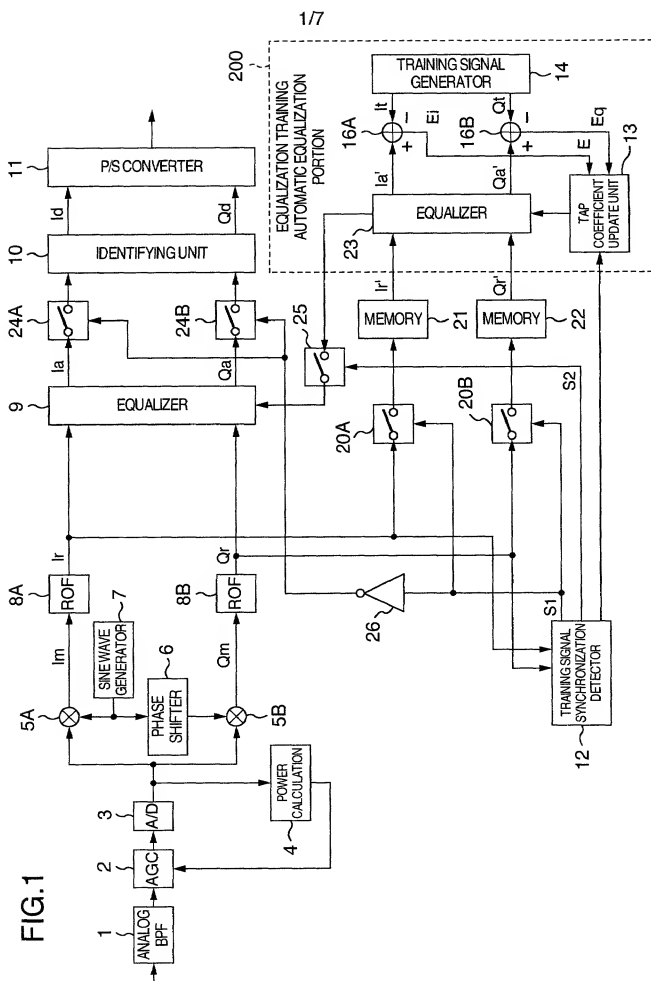 1/7
FIG.1
1
ANALOG BPF
2
AGC
3
A/D
4
POWER CALCULATION
5A
5B
SINE WAVE GENERATOR
7
PHASE SHIFTER
6
Im
Qm
8A
ROF
8B
ROF
Ir
Qr
9
EQUALIZER
Ia
Qa
24A
24B
10
IDENTIFYING UNIT
Id
Qd
11
P/S CONVERTER
25
26
20A
20B
S1
S2
12
TRAINING SIGNAL SYNCHRONIZATION DETECTOR
MEMORY
21
MEMORY
22
Ir'
Qr'
200
EQUALIZATION TRAINING AUTOMATIC EQUALIZATION PORTION
23
EQUALIZER
Ia'
Qa'
16A
+
−
16B
+
−
It
Qt
Ei
E
Eq
TRAINING SIGNAL GENERATOR
14
TAP COEFFICIENT UPDATE UNIT
13